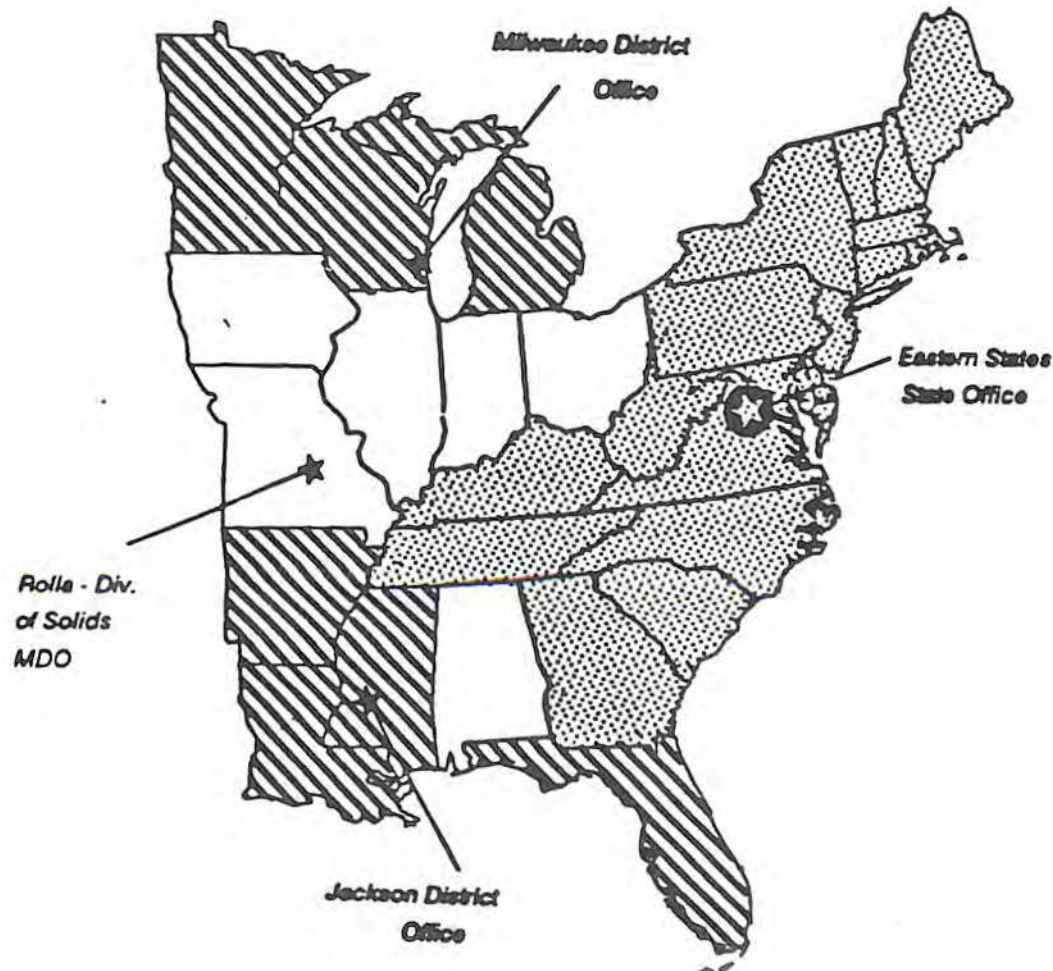 Milwaukee District
Office
Eastern States
State Office
Rolla - Div.
of Solids
MDO
Jackson District
Office